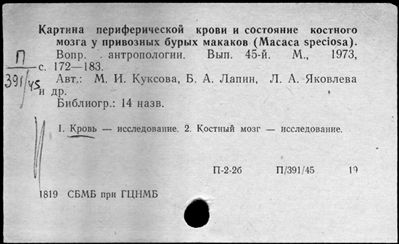 Картина периферической крови и состояние костного
мозга у привозных бурых макаков (Macaca speciosa).
Вопр. антропологии. Вып. 45-й. М., 1973,
с. 172—183.
Авт.: М. И. Куксова, Б. А. Лапин, Л. А. Яковлева
и др.
Библиогр.: 14 назв.
П
391/45
1. Кровь — исследование. 2. Костный мозг — исследование.
П-2-2б П/391/45 19
1819 СБМБ при ГЦНМБ